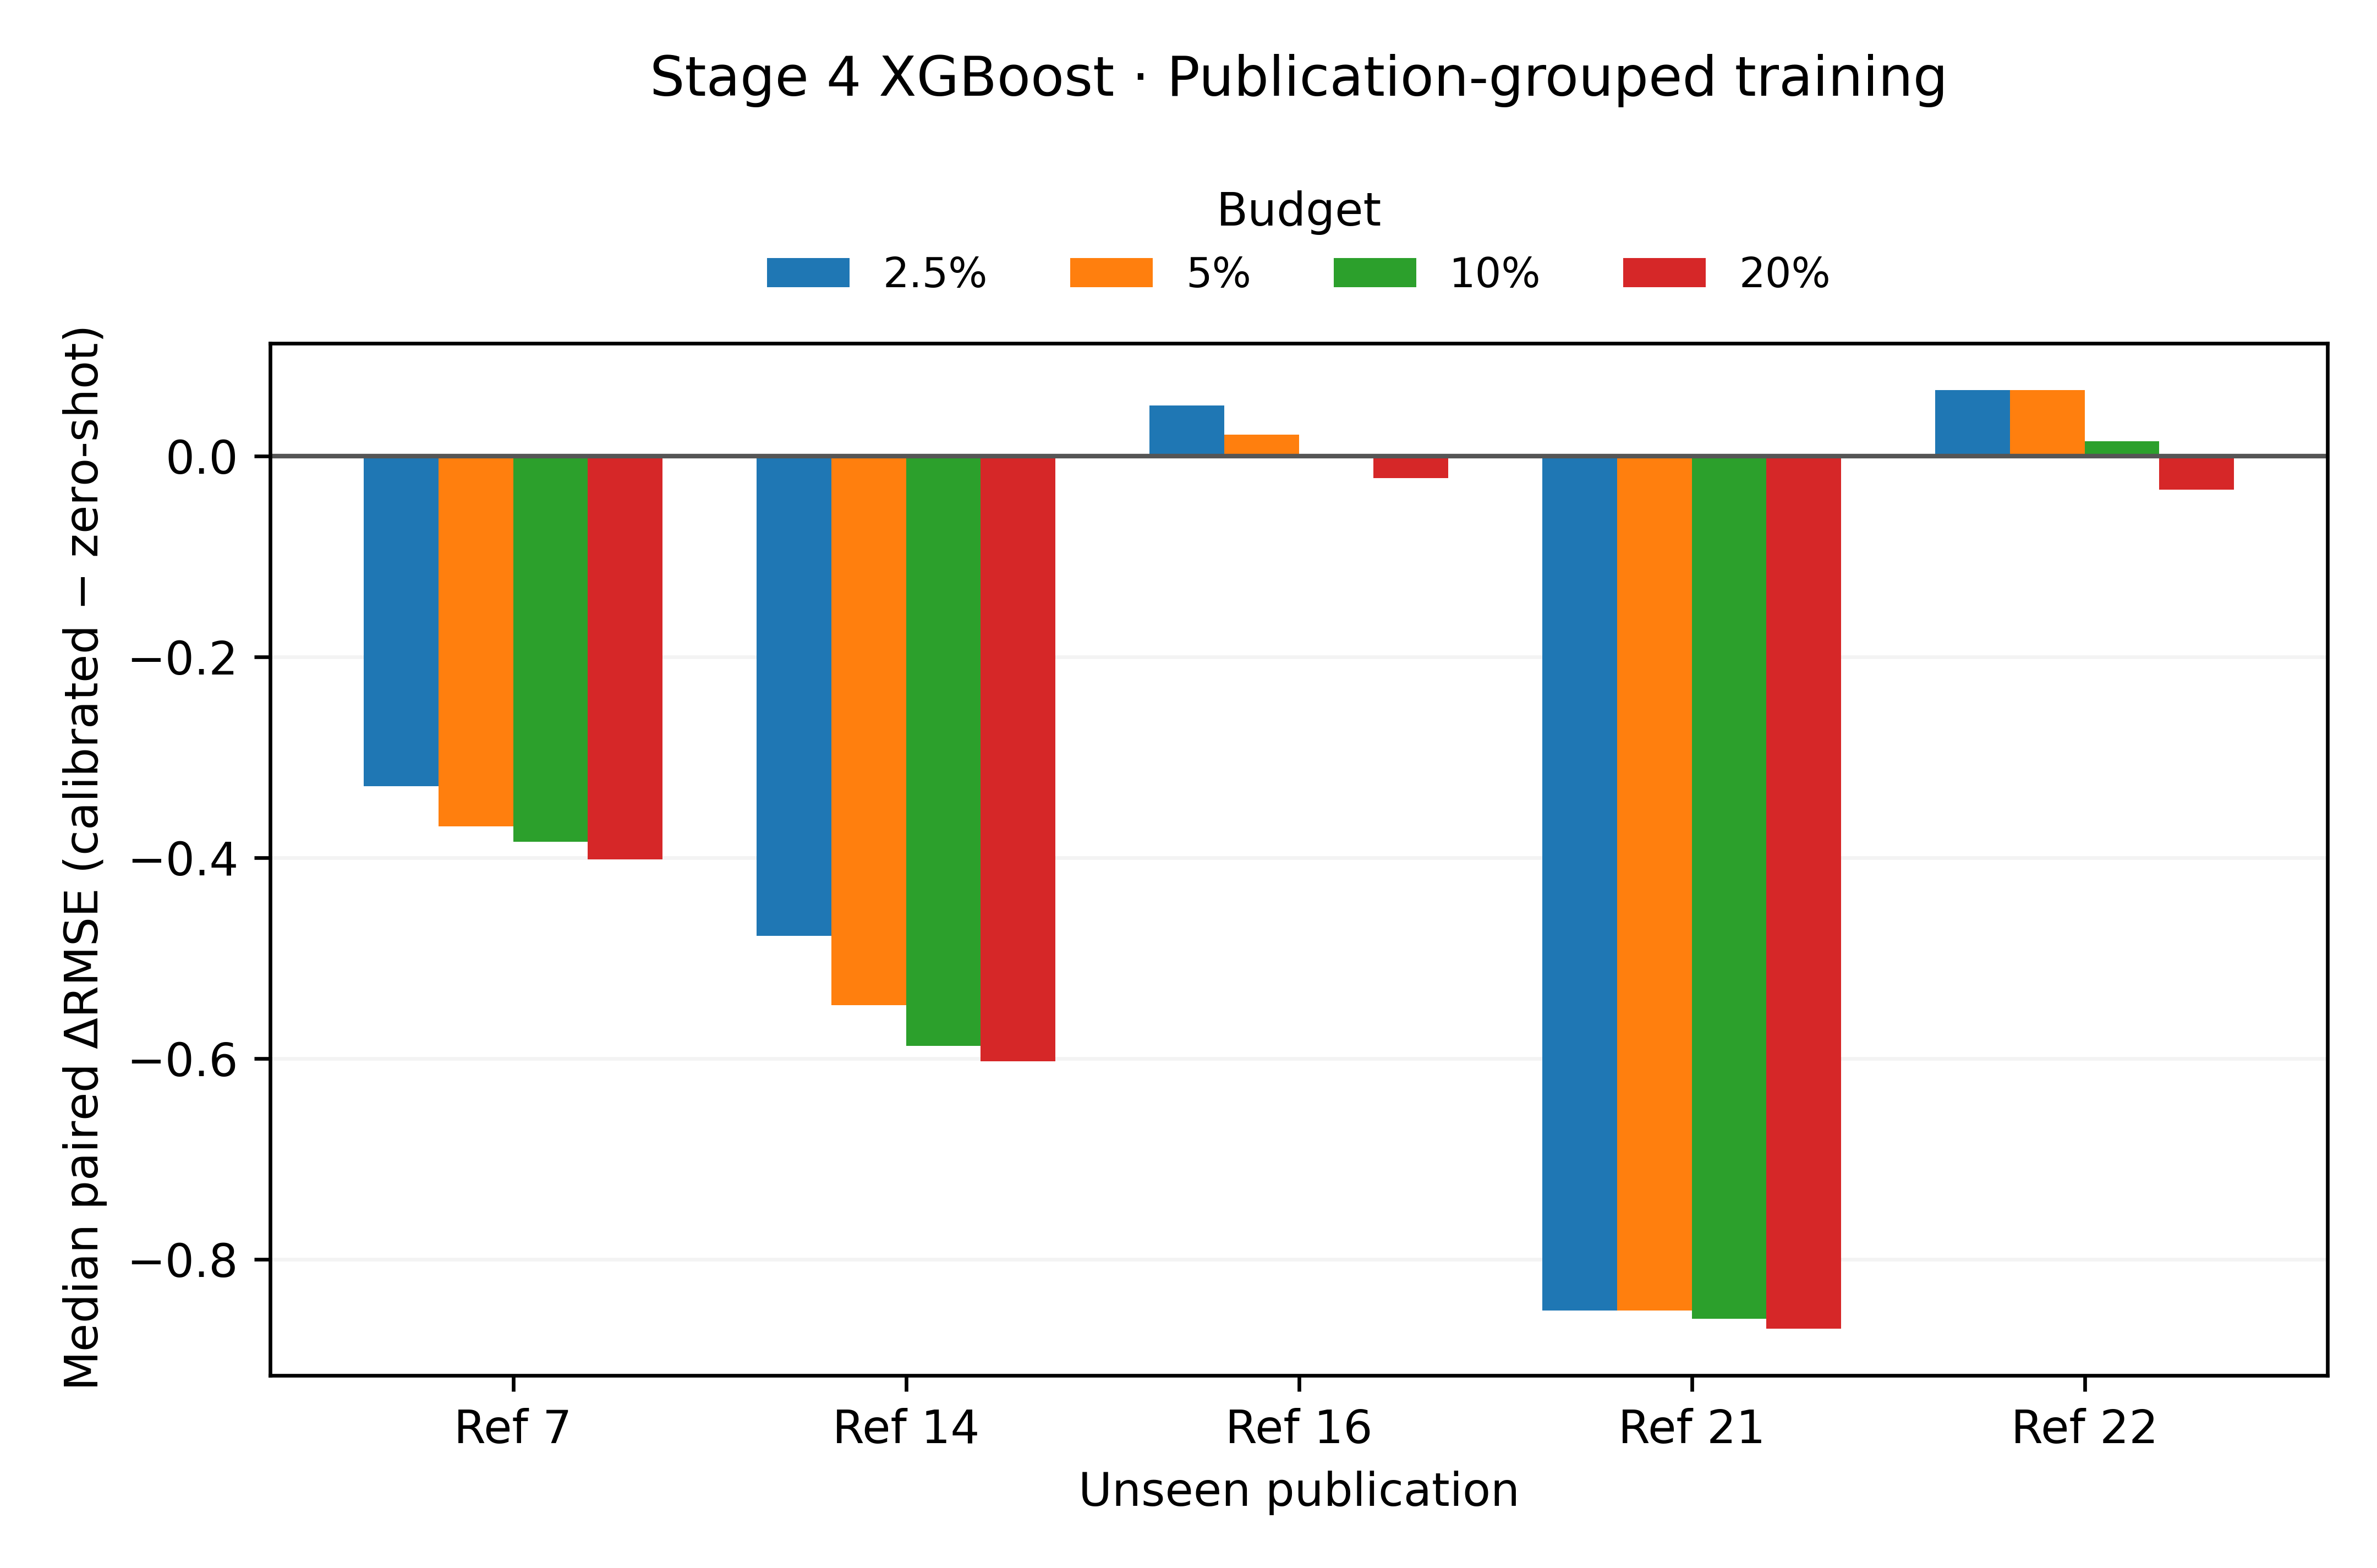 Stage 4 XGBoost · Publication-grouped training
Budget
2.5% 5% 10% 20%
Median paired ΔRMSE (calibrated − zero-shot)
0.0
−0.2
−0.4
−0.6
−0.8
Ref 7 Ref 14 Ref 16 Ref 21 Ref 22
Unseen publication